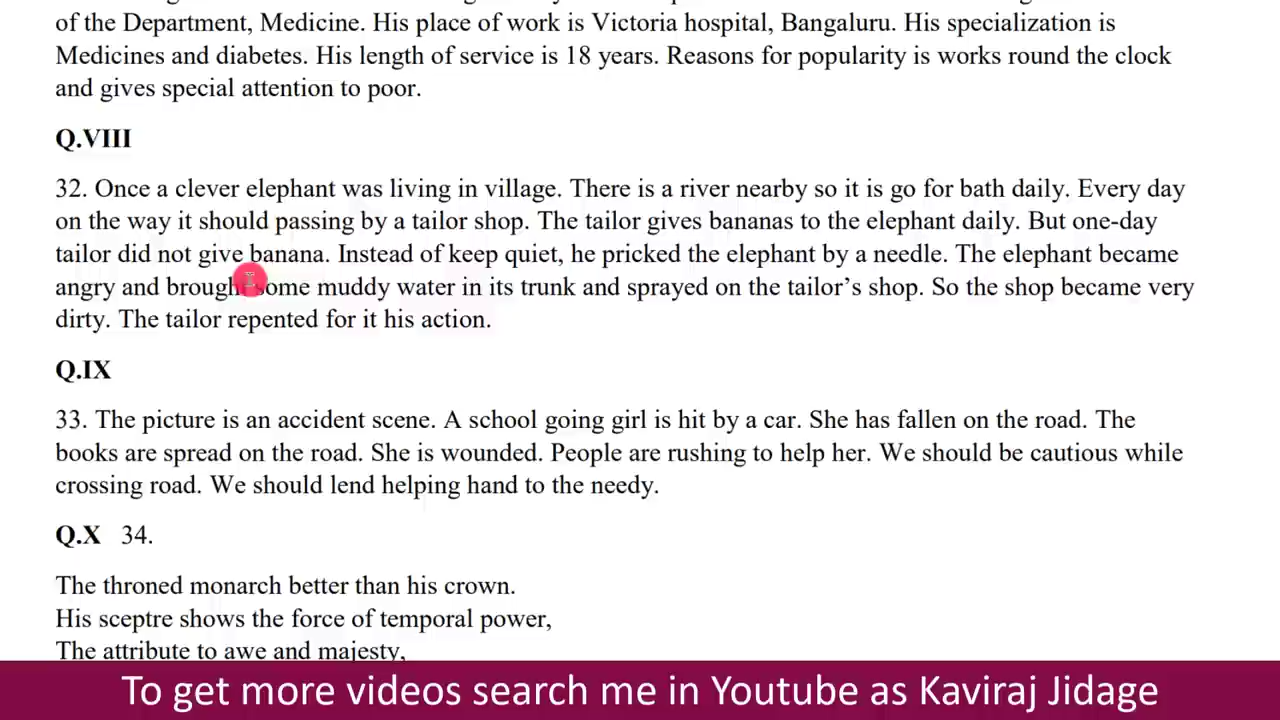 of the Department, Medicine. His place of work is Victoria hospital, Bangaluru. His specialization is
Medicines and diabetes. His length of service is 18 years. Reasons for popularity is works round the clock
and gives special attention to poor.
Q.VIII
32. Once a clever elephant was living in village. There is a river nearby so it is go for bath daily. Every day
on the way it should passing by a tailor shop. The tailor gives bananas to the elephant daily. But one-day
tailor did not give banana. Instead of keep quiet, he pricked the elephant by a needle. The elephant became
angry and brought some muddy water in its trunk and sprayed on the tailor’s shop. So the shop became very
dirty. The tailor repented for it his action.
Q.IX
33. The picture is an accident scene. A school going girl is hit by a car. She has fallen on the road. The
books are spread on the road. She is wounded. People are rushing to help her. We should be cautious while
crossing road. We should lend helping hand to the needy.
Q.X 34.
The throned monarch better than his crown.
His sceptre shows the force of temporal power,
The attribute to awe and majesty,
To get more videos search me in Youtube as Kaviraj Jidage